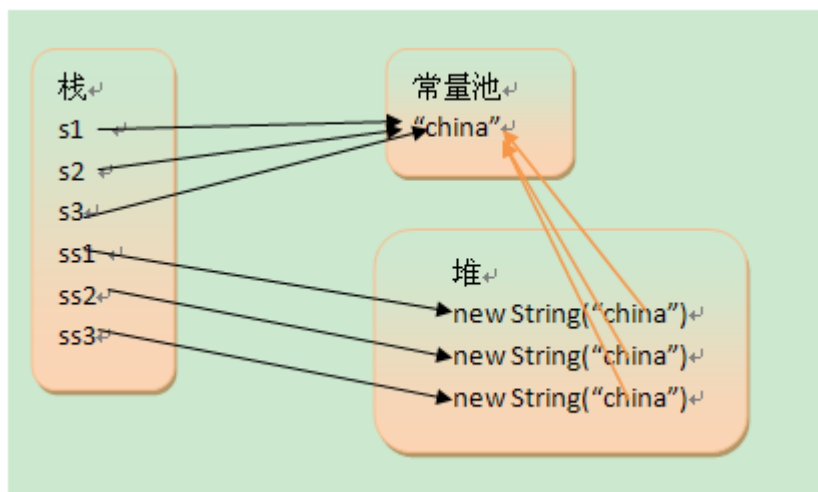 栈
s1
s2
s3
ss1
ss2
ss3
常量池
“china”
堆
new String(“china”)
new String(“china”)
new String(“china”)